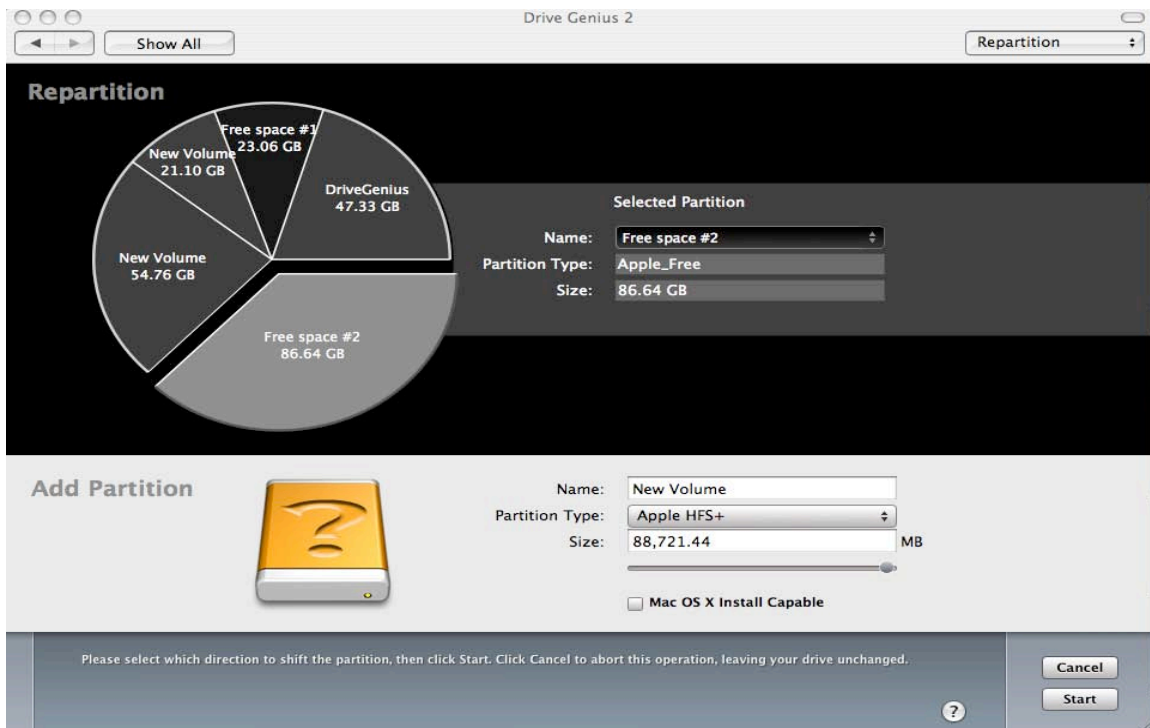 Drive Genius 2
Show All
Repartition
Repartition
Free space #1
23.06 GB
New Volume
21.10 GB
DriveGenius
47.33 GB
New Volume
54.76 GB
Free space #2
86.64 GB
Selected Partition
Name: Free space #2
Partition Type: Apple_Free
Size: 86.64 GB
Add Partition
Name: New Volume
Partition Type: Apple HFS+
Size: 88,721.44 MB
Mac OS X Install Capable
Please select which direction to shift the partition, then click Start. Click Cancel to abort this operation, leaving your drive unchanged.
Cancel
?
Start